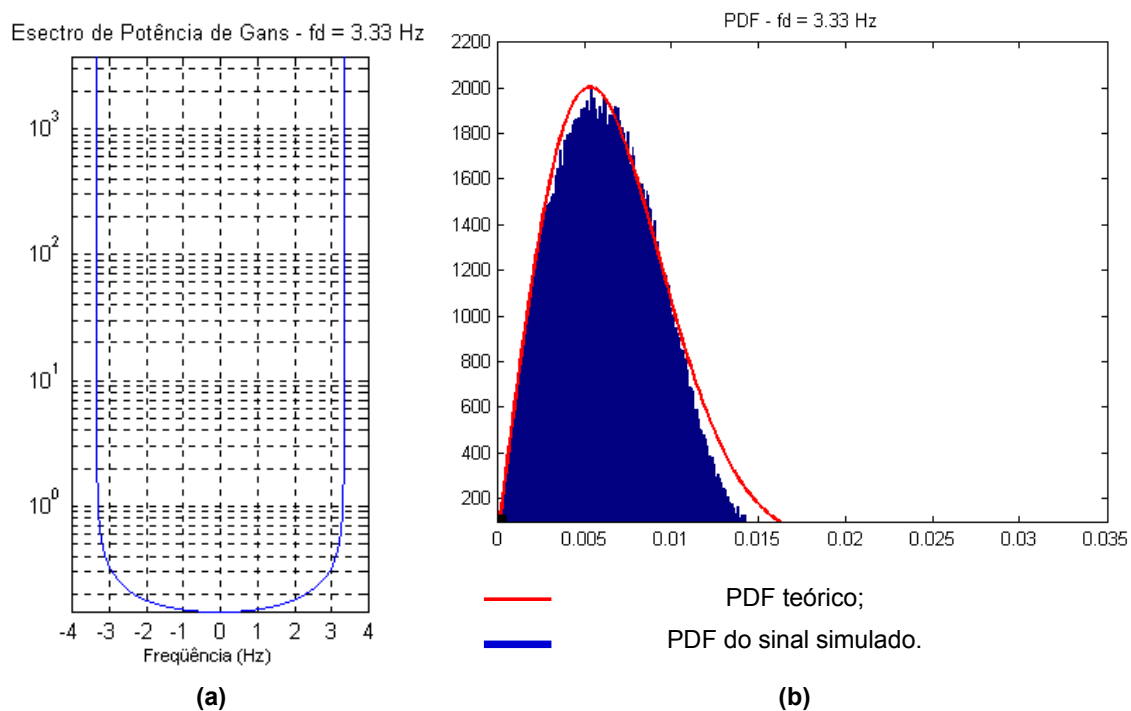 Esectro de Potência de Gans - fd = 3.33 Hz
10^3
10^2
10^1
10^0
-4 -3 -2 -1 0 1 2 3 4
Freqüência (Hz)
(a)
PDF - fd = 3.33 Hz
2200
2000
1800
1600
1400
1200
1000
800
600
400
200
0 0.005 0.01 0.015 0.02 0.025 0.03 0.035
PDF teórico;
PDF do sinal simulado.
(b)